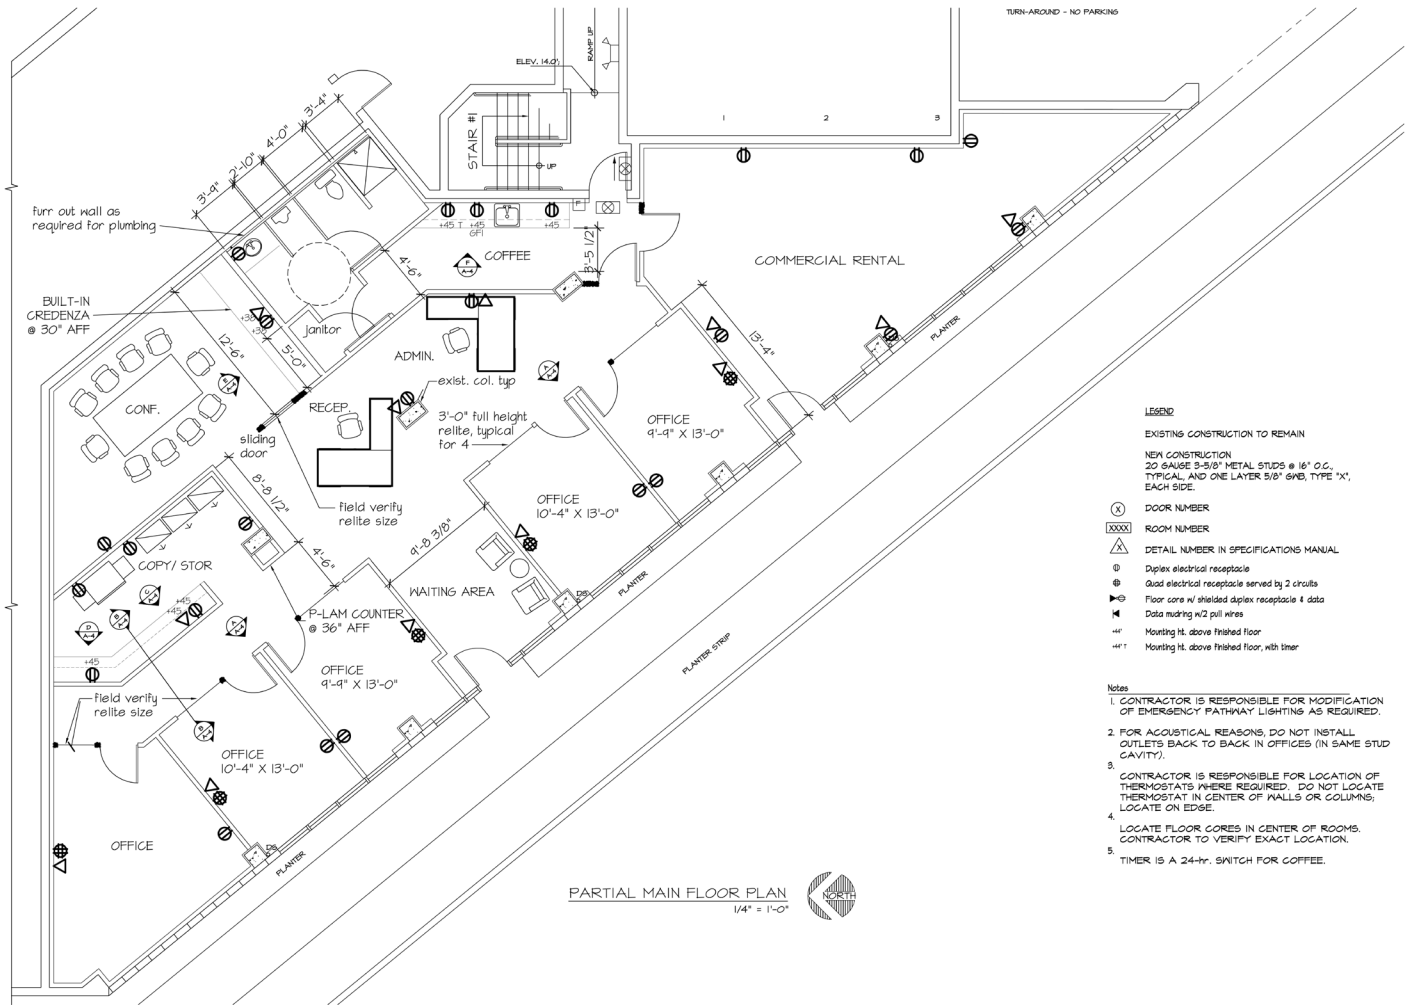 TURN-AROUND - NO PARKING
RAMP UP
ELEV. 14.0'
STAIR #1
UP
1
2
3
3'-4"
4'-0"
2'-10"
3'-9"
furr out wall as
required for plumbing
F
+45 T
+45
GFI
+45
COFFEE
F
A-4
3'-5 1/2"
4'-6"
COMMERCIAL RENTAL
BUILT-IN
CREDENZA
@ 30" AFF
+38
+38
janitor
12'-6"
5'-0"
ADMIN.
13'-4"
PLANTER
CONF.
E
A-4
RECEP.
exist. col. typ
A
A-4
3'-0" full height
relite, typical
for 4
OFFICE
9'-9" X 13'-0"
sliding
door
8'-8 1/2"
field verify
relite size
OFFICE
10'-4" X 13'-0"
9'-8 3/8"
4'-6"
COPY/ STOR
WAITING AREA
DS
PLANTER
C
A-4
+45
+45
B
A-4
D
A-4
A
A-4
P-LAM COUNTER
@ 36" AFF
+45
PLANTER STRIP
OFFICE
9'-9" X 13'-0"
field verify
relite size
B
A-4
OFFICE
10'-4" X 13'-0"
OFFICE
DS
PLANTER
PARTIAL MAIN FLOOR PLAN
1/4" = 1'-0"
NORTH
LEGEND
EXISTING CONSTRUCTION TO REMAIN
NEW CONSTRUCTION
20 GAUGE 3-5/8" METAL STUDS @ 16" O.C.,
TYPICAL, AND ONE LAYER 5/8" GWB, TYPE "X",
EACH SIDE.
X DOOR NUMBER
XXXX ROOM NUMBER
X DETAIL NUMBER IN SPECIFICATIONS MANUAL
Duplex electrical receptacle
Quad electrical receptacle served by 2 circuits
Floor core w/ shielded duplex receptacle & data
Data mudring w/2 pull wires
+44" Mounting ht. above finished floor
+44" T Mounting ht. above finished floor, with timer
Notes
1. CONTRACTOR IS RESPONSIBLE FOR MODIFICATION
OF EMERGENCY PATHWAY LIGHTING AS REQUIRED.
2. FOR ACOUSTICAL REASONS, DO NOT INSTALL
OUTLETS BACK TO BACK IN OFFICES (IN SAME STUD
CAVITY).
3.
CONTRACTOR IS RESPONSIBLE FOR LOCATION OF
THERMOSTATS WHERE REQUIRED. DO NOT LOCATE
THERMOSTAT IN CENTER OF WALLS OR COLUMNS;
LOCATE ON EDGE.
4.
LOCATE FLOOR CORES IN CENTER OF ROOMS.
CONTRACTOR TO VERIFY EXACT LOCATION.
5.
TIMER IS A 24-hr. SWITCH FOR COFFEE.